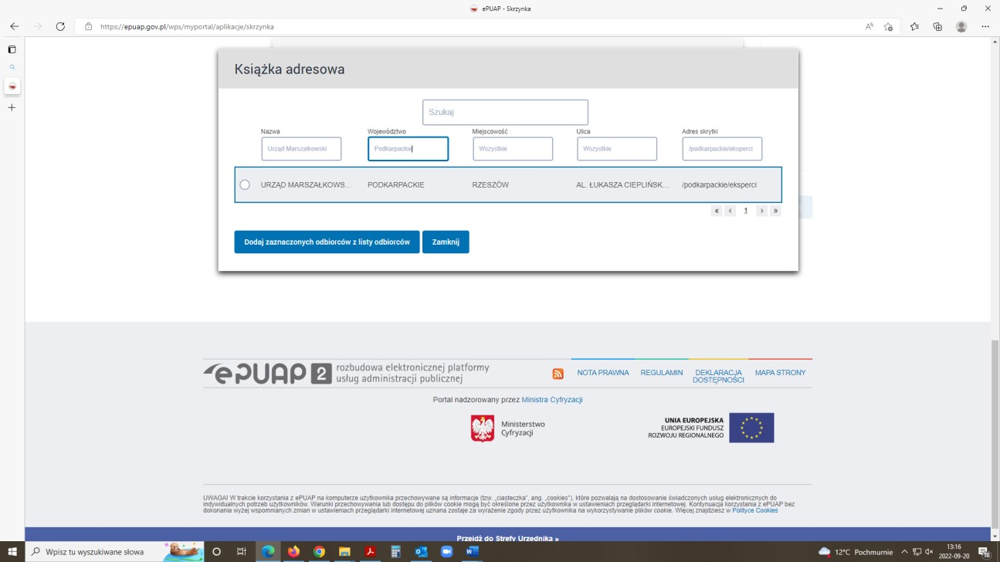 ePUAP - Skrzynka
https://epuap.gov.pl/wps/myportal/aplikacje/skrzynka
Książka adresowa
Szukaj
Nazwa Województwo Miejscowość Ulica Adres skrytki
Urząd Marszałkowski Podkarpackie Wszystkie Wszystkie /podkarpackie/eksperci
URZĄD MARSZAŁKOWS... PODKARPACKIE RZESZÓW AL. ŁUKASZA CIEPLIŃSK... /podkarpackie/eksperci
« ‹ 1 › »
Dodaj zaznaczonych odbiorców z listy odbiorców Zamknij
ePUAP 2 rozbudowa elektronicznej platformy
usług administracji publicznej
NOTA PRAWNA REGULAMIN DEKLARACJA DOSTĘPNOŚCI MAPA STRONY
Portal nadzorowany przez Ministra Cyfryzacji
Ministerstwo
Cyfryzacji
UNIA EUROPEJSKA
EUROPEJSKI FUNDUSZ
ROZWOJU REGIONALNEGO
UWAGA! W trakcie korzystania z ePUAP na komputerze użytkownika przechowywane są informacje (tzw. „ciasteczka", ang. „cookies"), które pozwalają na dostosowanie świadczonych usług elektronicznych do
indywidualnych potrzeb użytkowników. Warunki przechowywania lub dostępu do plików cookie mogą być określone przez użytkownika w ustawieniach przeglądarki internetowej. Kontynuacja korzystania z ePUAP bez
dokonania wyżej wspomnianych zmian w ustawieniach przeglądarki internetowej uznana zostaje za wyrażenie zgody przez użytkownika na wykorzystywanie plików cookie. Więcej znajdziesz w Polityce Cookies
Przejdź do Strefy Urzędnika »
Wpisz tu wyszukiwane słowa
12°C Pochmurnie
13:16
2022-09-20
18